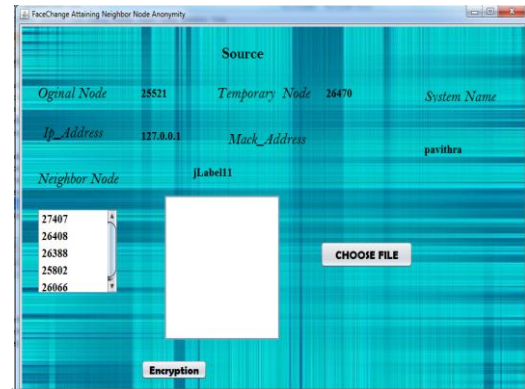 FaceChange Attaining Neighbor Node Anonymity
Source
Oginal Node 25521 Temporary Node 26470 System Name
Ip_Address 127.0.0.1 Mack_Address
pavithra
Neighbor Node jLabel11
27407
26408
26388
25802
26066
CHOOSE FILE
Encryption